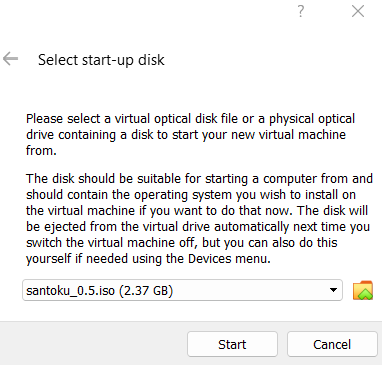 ?
Select start-up disk
Please select a virtual optical disk file or a physical optical
drive containing a disk to start your new virtual machine
from.
The disk should be suitable for starting a computer from and
should contain the operating system you wish to install on
the virtual machine if you want to do that now. The disk will
be ejected from the virtual drive automatically next time you
switch the virtual machine off, but you can also do this
yourself if needed using the Devices menu.
santoku_0.5.iso (2.37 GB)
Start Cancel